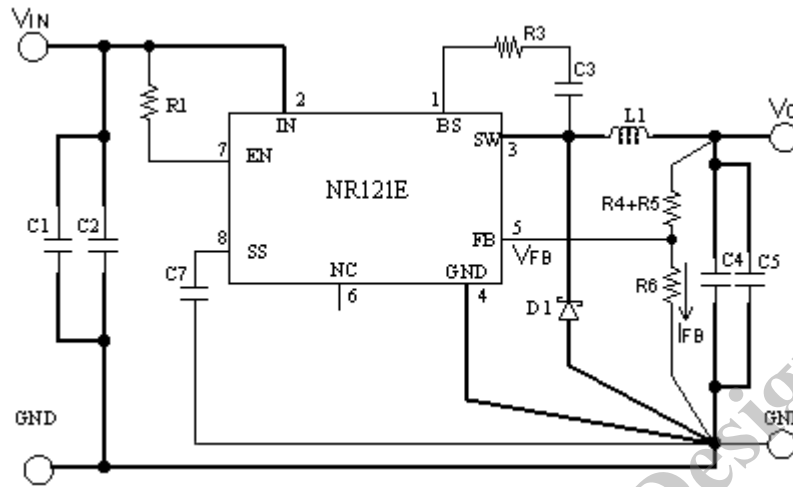 VIN
R3
C3
R1
2
1
L1
VO
IN
BS
SW
3
7
EN
NR121E
R4+R5
C1
C2
8
SS
FB
5
VFB
C4
C5
C7
NC
GND
R6
6
4
D1
IFB
GND
GND
Design